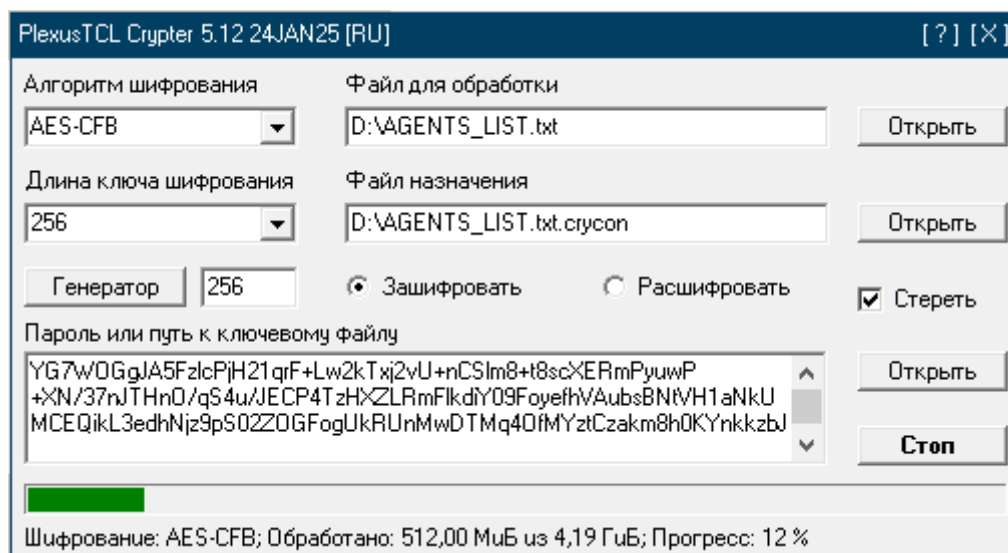 PlexusTCL Crypter 5.12 24JAN25 [RU]
[ ? ] [ X ]
Алгоритм шифрования
Файл для обработки
AES-CFB
D:\AGENTS_LIST.txt
Открыть
Длина ключа шифрования
Файл назначения
256
D:\AGENTS_LIST.txt.crycon
Открыть
Генератор
256
Зашифровать
Расшифровать
Стереть
Пароль или путь к ключевому файлу
YG7WOGgJA5FzlcPjH21qrF+Lw2kTxj2vU+nCSlm8+t8scXERmPyuwP
+XN/37nJTHnO/qS4u/JECP4TzHXZLRmFlkdiY09FoyefhVAubsBNtVH1aNkU
MCEQikL3edhNjz9pS02ZOGFogUkRUnMwDTMq4OfMYztCzakm8h0KYnkkzbJ
Открыть
Стоп
Шифрование: AES-CFB; Обработано: 512,00 МиБ из 4,19 ГиБ; Прогресс: 12 %